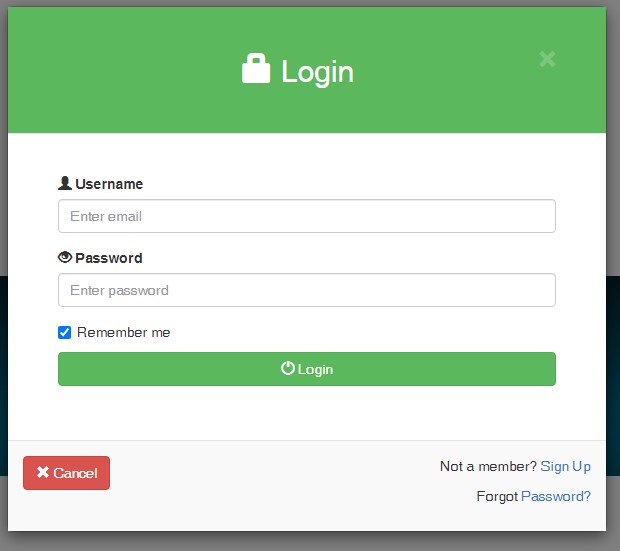 Login
Username
Enter email
Password
Enter password
Remember me
Login
Cancel
Not a member? Sign Up
Forgot Password?